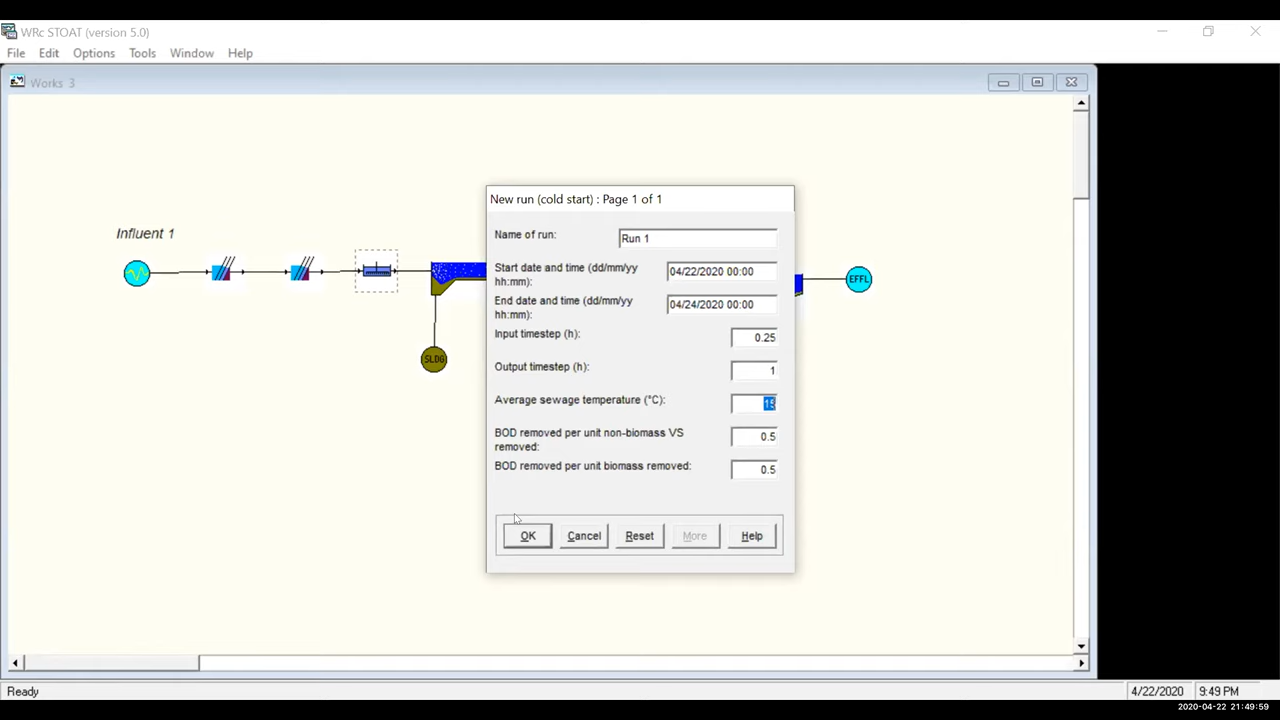 WRc STOAT (version 5.0)
File Edit Options Tools Window Help
Works 3
Influent 1
SLDG
EFFL
New run (cold start) : Page 1 of 1
Name of run: Run 1
Start date and time (dd/mm/yy hh:mm): 04/22/2020 00:00
End date and time (dd/mm/yy hh:mm): 04/24/2020 00:00
Input timestep (h): 0.25
Output timestep (h): 1
Average sewage temperature (°C): 15
BOD removed per unit non-biomass VS removed: 0.5
BOD removed per unit biomass removed: 0.5
OK Cancel Reset More Help
Ready 4/22/2020 9:49 PM
2020-04-22 21:49:59